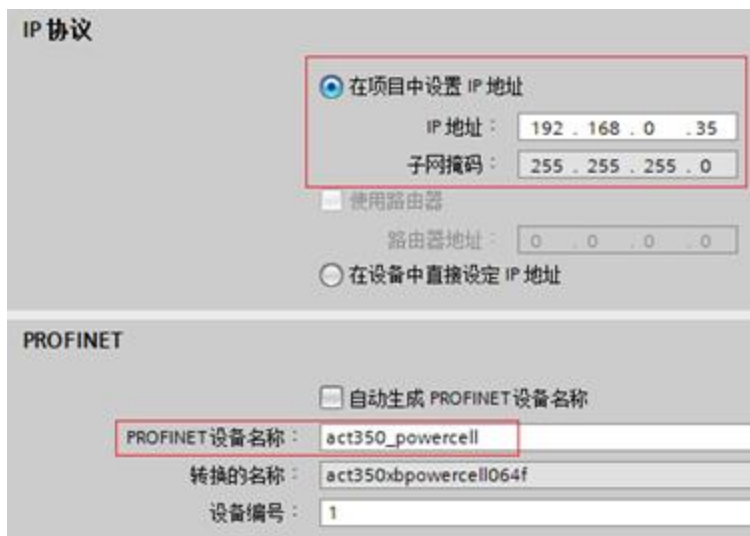 IP 协议
在项目中设置 IP 地址
IP 地址： 192 . 168 . 0 . 35
子网掩码： 255 . 255 . 255 . 0
使用路由器
路由器地址： 0 . 0 . 0 . 0
在设备中直接设定 IP 地址
PROFINET
自动生成 PROFINET 设备名称
PROFINET 设备名称： act350_powercell
转换的名称： act350xbpowercell064f
设备编号： 1